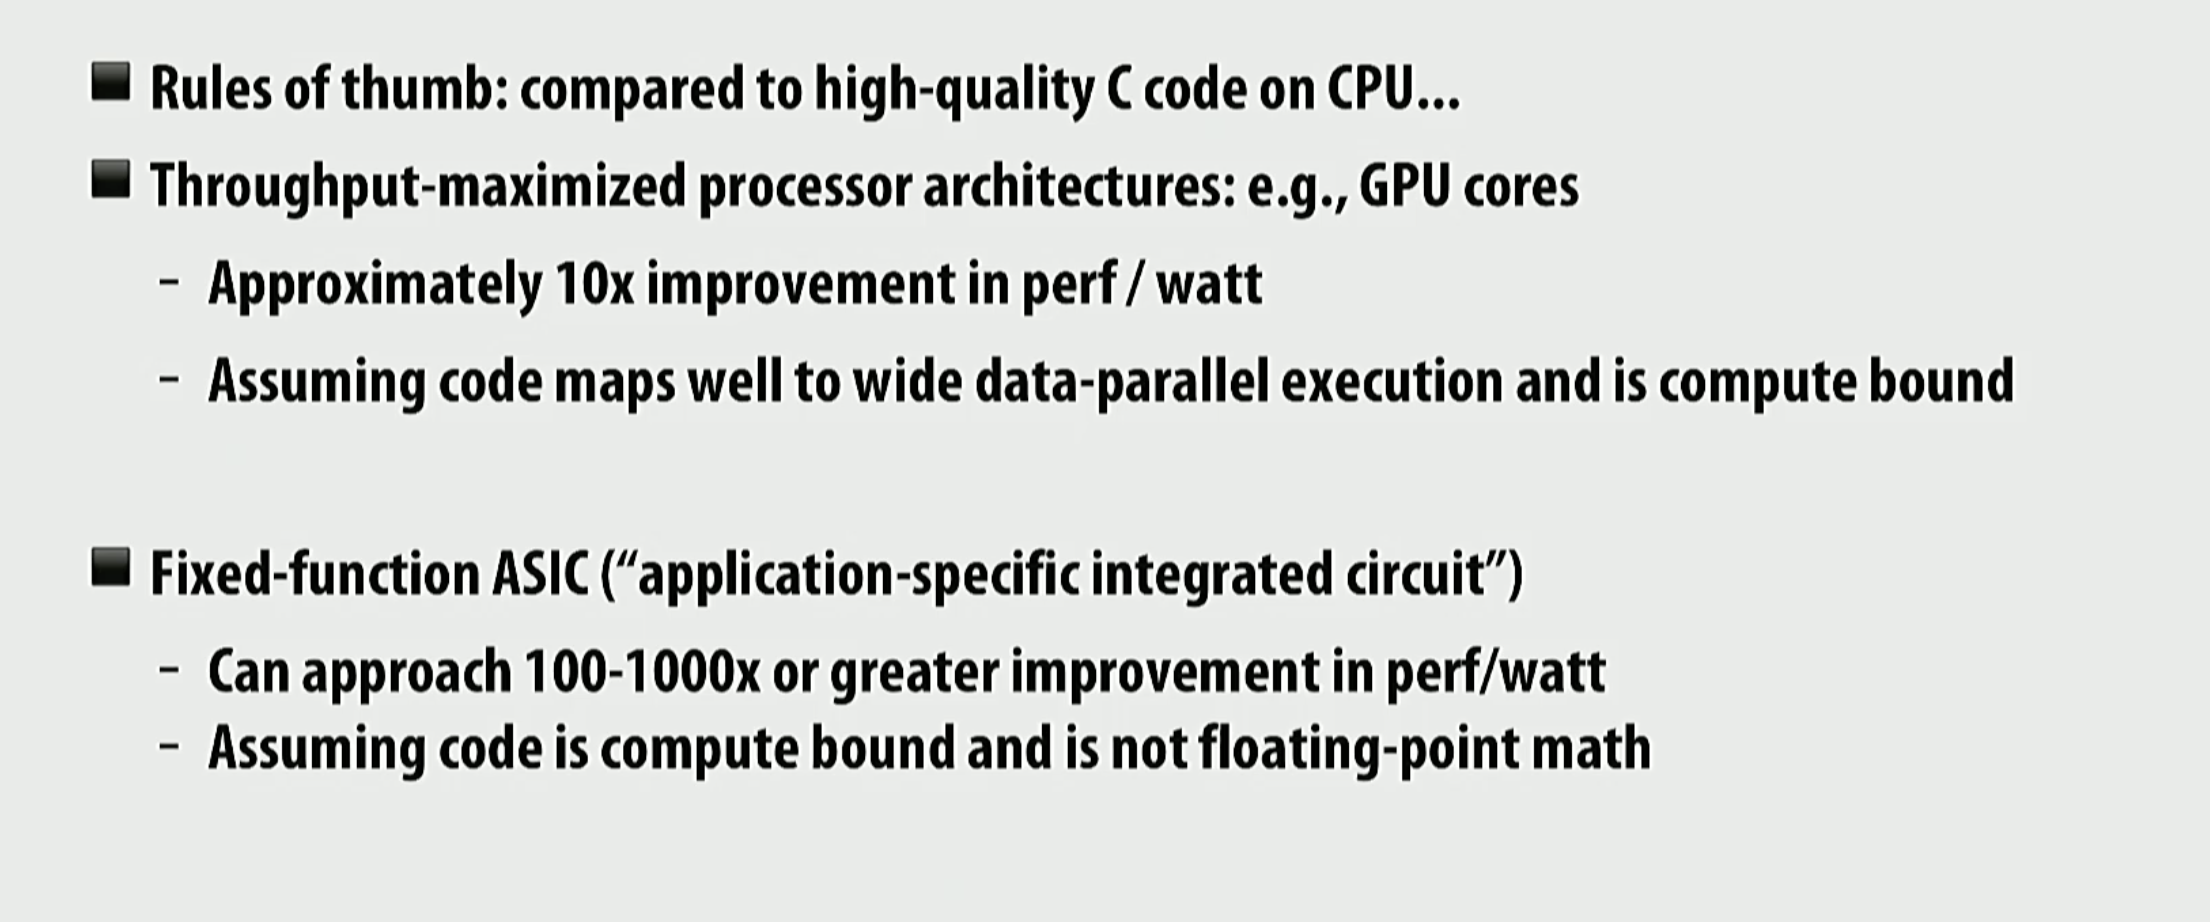 Rules of thumb: compared to high-quality C code on CPU...
Throughput-maximized processor architectures: e.g., GPU cores
– Approximately 10x improvement in perf / watt
– Assuming code maps well to wide data-parallel execution and is compute bound
Fixed-function ASIC (“application-specific integrated circuit”)
– Can approach 100-1000x or greater improvement in perf/watt
– Assuming code is compute bound and is not floating-point math